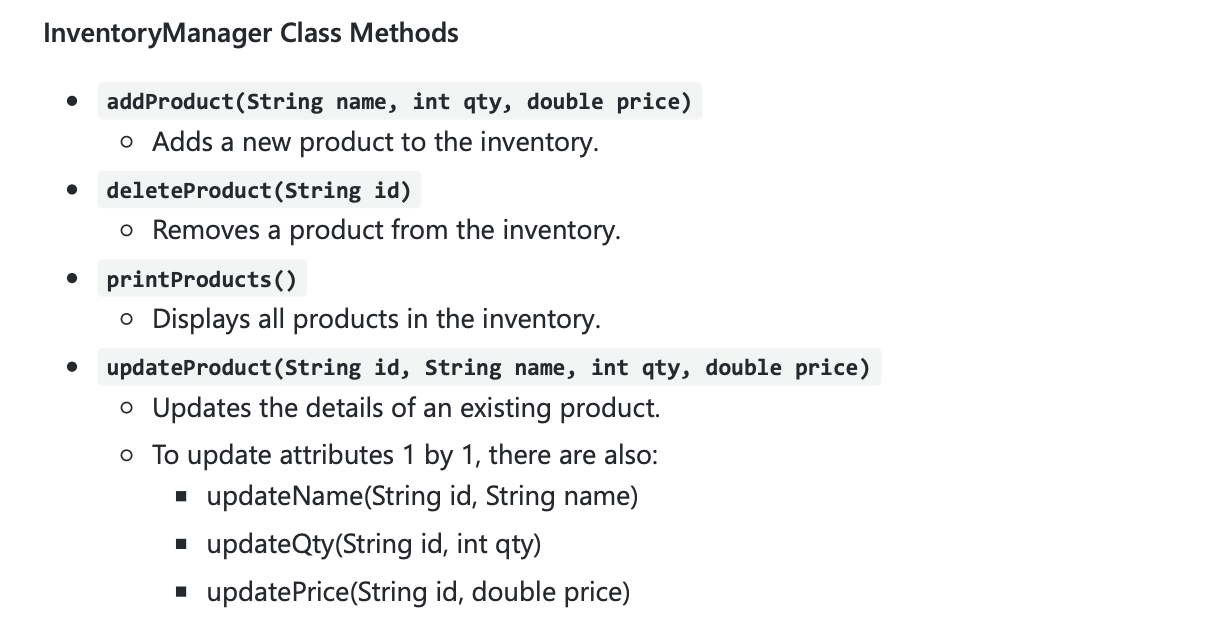 InventoryManager Class Methods
addProduct(String name, int qty, double price)
Adds a new product to the inventory.
deleteProduct(String id)
Removes a product from the inventory.
printProducts()
Displays all products in the inventory.
updateProduct(String id, String name, int qty, double price)
Updates the details of an existing product.
To update attributes 1 by 1, there are also:
updateName(String id, String name)
updateQty(String id, int qty)
updatePrice(String id, double price)